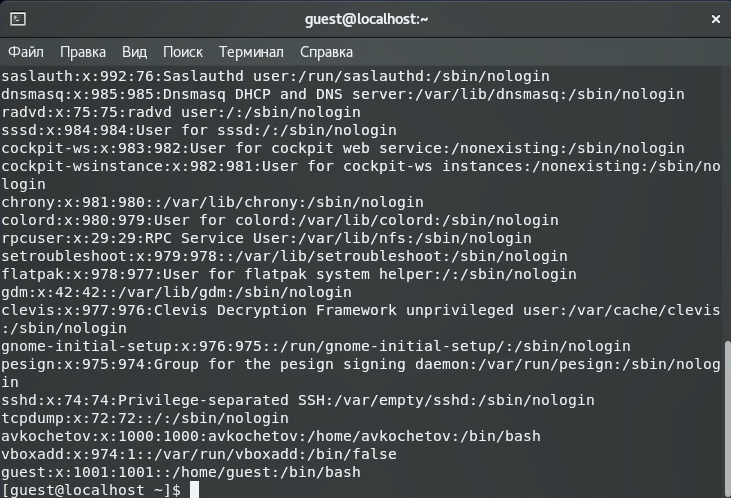 guest@localhost:~
Файл Правка Вид Поиск Терминал Справка
saslauth:x:992:76:Saslauthd user:/run/saslauthd:/sbin/nologin
dnsmasq:x:985:985:Dnsmasq DHCP and DNS server:/var/lib/dnsmasq:/sbin/nologin
radvd:x:75:75:radvd user:/:/sbin/nologin
sssd:x:984:984:User for sssd:/:/sbin/nologin
cockpit-ws:x:983:982:User for cockpit web service:/nonexisting:/sbin/nologin
cockpit-wsinstance:x:982:981:User for cockpit-ws instances:/nonexisting:/sbin/no
login
chrony:x:981:980::/var/lib/chrony:/sbin/nologin
colord:x:980:979:User for colord:/var/lib/colord:/sbin/nologin
rpcuser:x:29:29:RPC Service User:/var/lib/nfs:/sbin/nologin
setroubleshoot:x:979:978::/var/lib/setroubleshoot:/sbin/nologin
flatpak:x:978:977:User for flatpak system helper:/:/sbin/nologin
gdm:x:42:42::/var/lib/gdm:/sbin/nologin
clevis:x:977:976:Clevis Decryption Framework unprivileged user:/var/cache/clevis
:/sbin/nologin
gnome-initial-setup:x:976:975::/run/gnome-initial-setup/:/sbin/nologin
pesign:x:975:974:Group for the pesign signing daemon:/var/run/pesign:/sbin/nolog
in
sshd:x:74:74:Privilege-separated SSH:/var/empty/sshd:/sbin/nologin
tcpdump:x:72:72::/:/sbin/nologin
avkochetov:x:1000:1000:avkochetov:/home/avkochetov:/bin/bash
vboxadd:x:974:1::/var/run/vboxadd:/bin/false
guest:x:1001:1001::/home/guest:/bin/bash
[guest@localhost ~]$